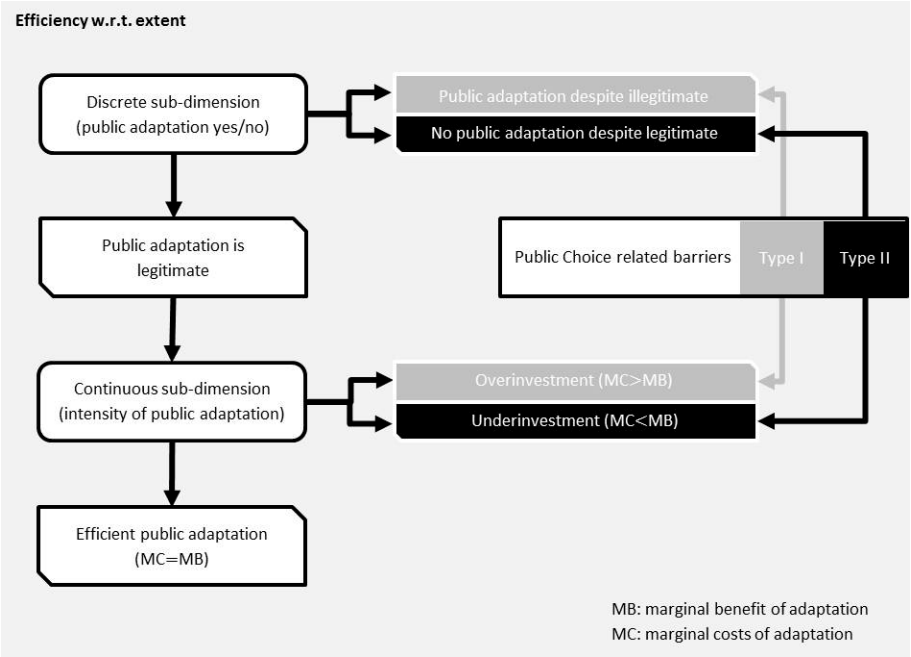 Efficiency w.r.t. extent
Discrete sub-dimension
(public adaptation yes/no)
Public adaptation despite illegitimate
No public adaptation despite legitimate
Public adaptation is
legitimate
Public Choice related barriers
Type I
Type II
Continuous sub-dimension
(intensity of public adaptation)
Overinvestment (MC>MB)
Underinvestment (MC<MB)
Efficient public adaptation
(MC=MB)
MB: marginal benefit of adaptation
MC: marginal costs of adaptation